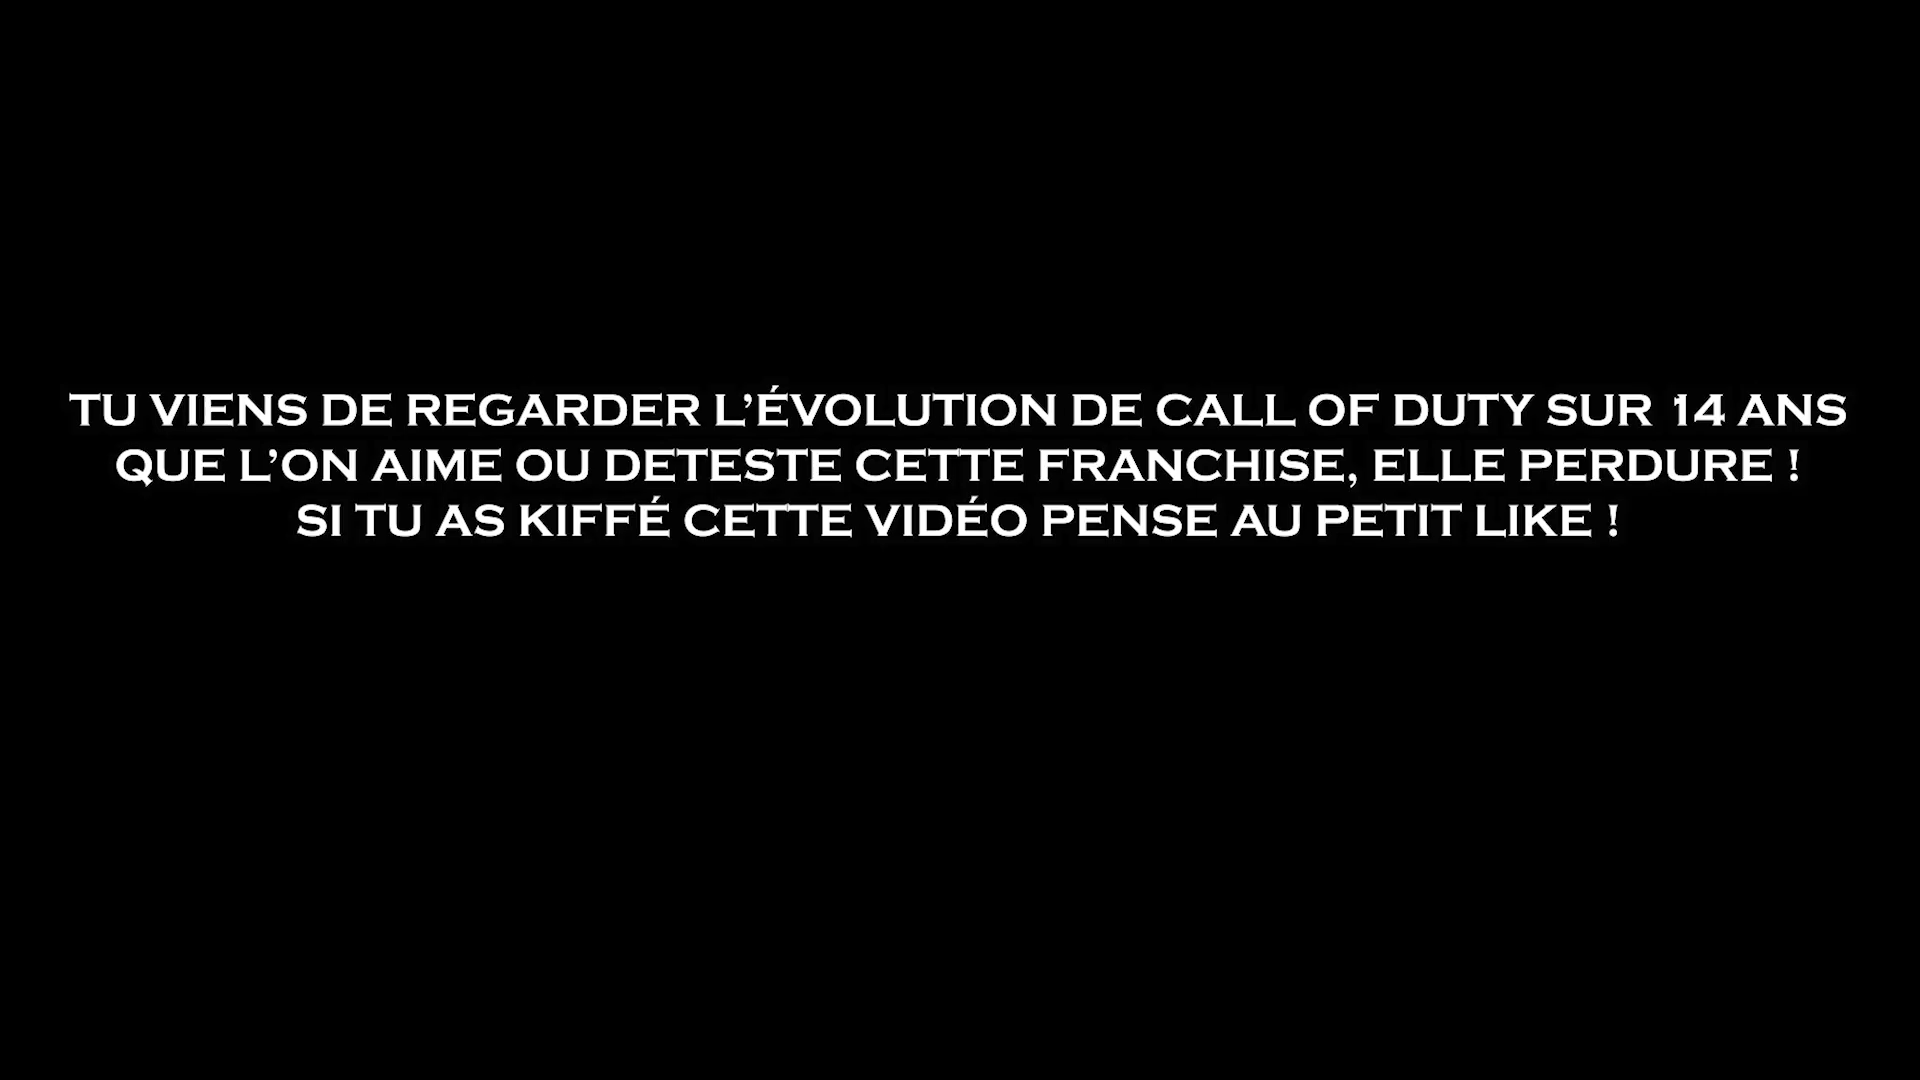 TU VIENS DE REGARDER L'ÉVOLUTION DE CALL OF DUTY SUR 14 ANS
QUE L'ON AIME OU DETESTE CETTE FRANCHISE, ELLE PERDURE !
SI TU AS KIFFÉ CETTE VIDÉO PENSE AU PETIT LIKE !